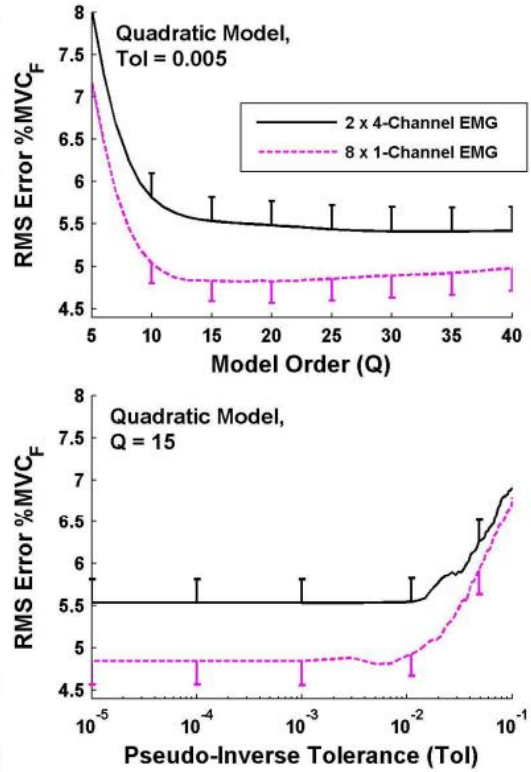 8
7.5
7
6.5
6
5.5
5
4.5
RMS Error %MVC_F
Quadratic Model,
Tol = 0.005
2 x 4-Channel EMG
8 x 1-Channel EMG
5 10 15 20 25 30 35 40
Model Order (Q)
8
7.5
7
6.5
6
5.5
5
4.5
RMS Error %MVC_F
Quadratic Model,
Q = 15
10^-5 10^-4 10^-3 10^-2 10^-1
Pseudo-Inverse Tolerance (Tol)